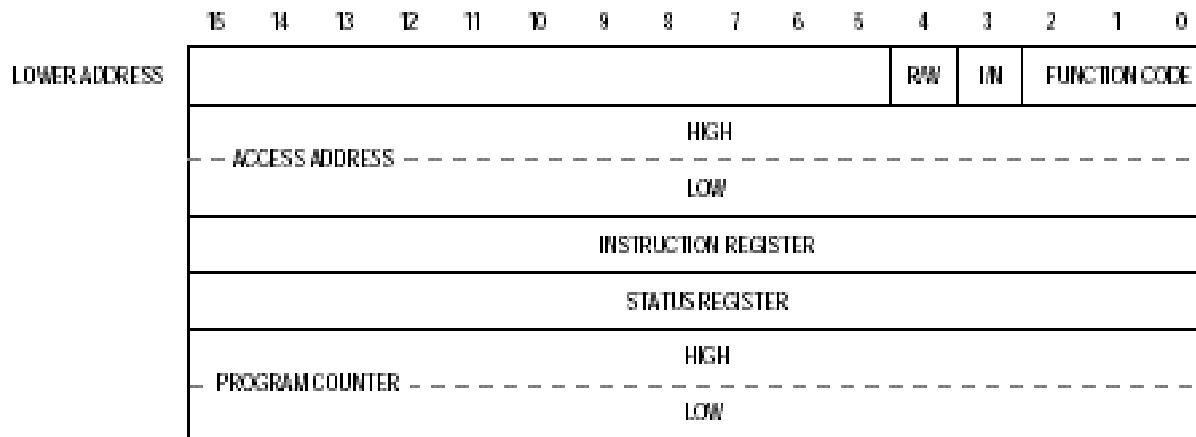 15 14 13 12 11 10 9 8 7 6 5 4 3 2 1 0
LOWER ADDRESS R/W I/N FUNCTION CODE
HIGH
ACCESS ADDRESS
LOW
INSTRUCTION REGISTER
STATUS REGISTER
HIGH
PROGRAM COUNTER
LOW